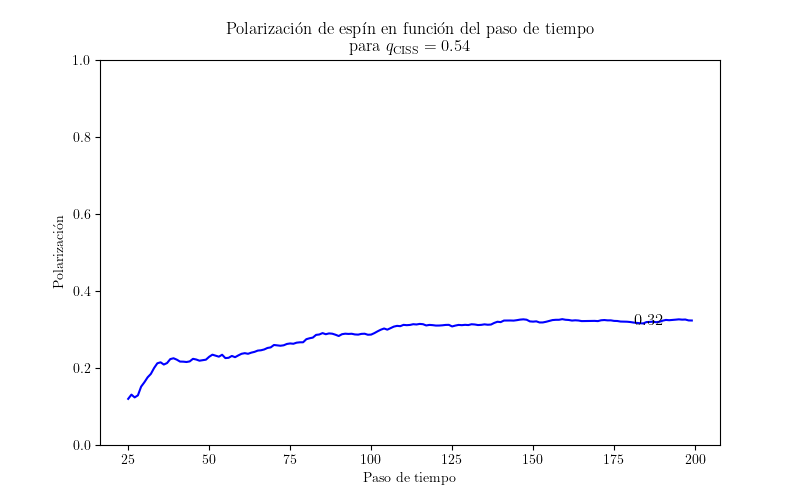 Polarización de espín en función del paso de tiempo
para q_CISS = 0.54
1.0
0.8
0.6
0.4
0.2
0.0
Polarización
0.32
25 50 75 100 125 150 175 200
Paso de tiempo